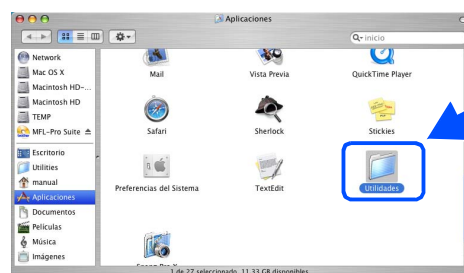 Aplicaciones
inicio
Network
Mac OS X
Macintosh HD-...
Macintosh HD
TEMP
MFL-Pro Suite
Escritorio
Utilities
manual
Aplicaciones
Documentos
Películas
Música
Imágenes
Mail
Vista Previa
QuickTime Player
Safari
Sherlock
Stickies
Preferencias del Sistema
TextEdit
Utilidades
1 de 27 seleccionado, 11.33 GB disponibles